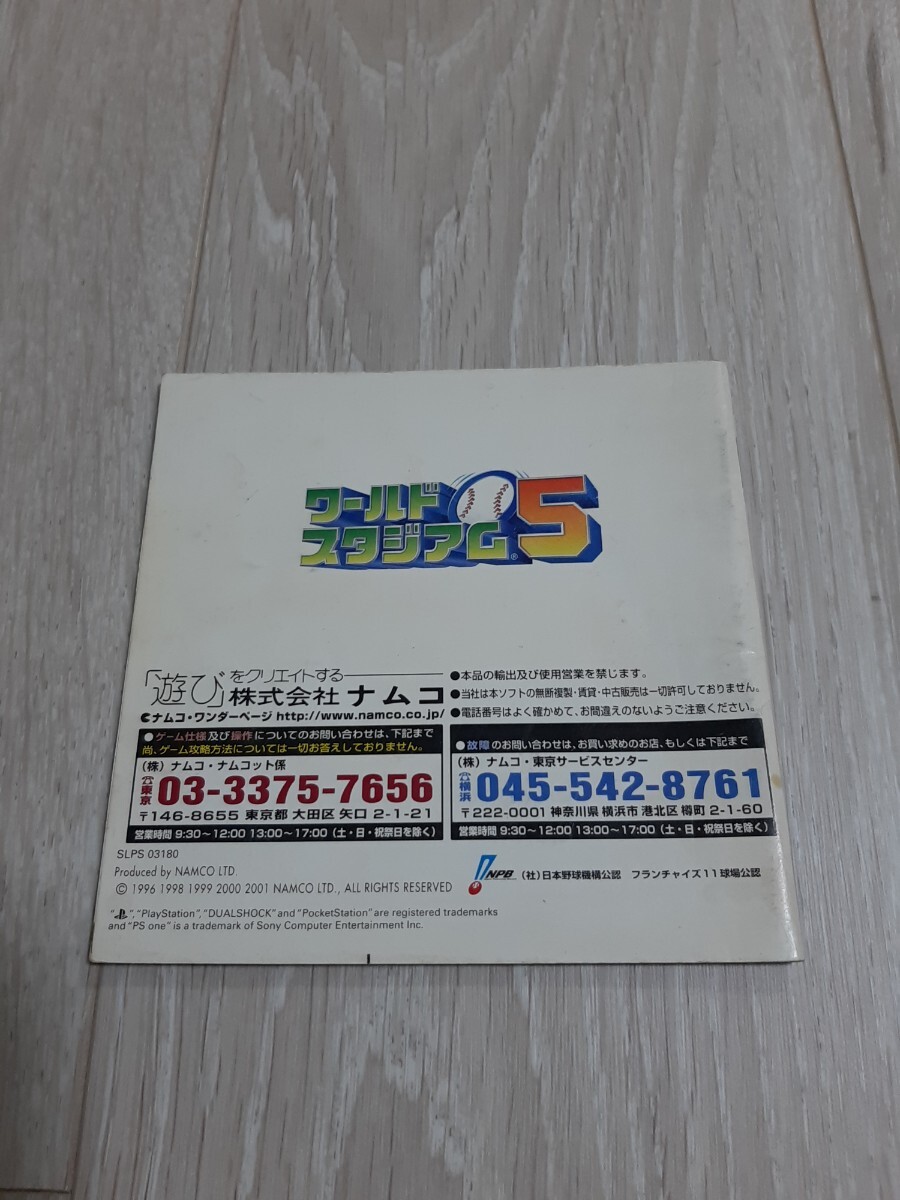 ワールド
スタジアム5
「遊び」をクリエイトする
株式会社 ナムコ
ナムコ・ワンダーページ http://www.namco.co.jp/
●本品の輸出及び使用営業を禁じます。
●当社は本ソフトの無断複製・賃貸・中古販売は一切許可しておりません。
●電話番号はよく確かめて、お間違えのないようご注意ください。
●ゲーム仕様及び操作についてのお問い合わせは、下記まで
尚、ゲーム攻略方法については一切お答えしておりません。
(株) ナムコ・ナムコット係
☎東京 03-3375-7656
〒146-8655 東京都 大田区 矢口 2-1-21
営業時間 9:30~12:00 13:00~17:00 (土・日・祝祭日を除く)
●故障のお問い合わせは、お買い求めのお店、もしくは下記まで
(株) ナムコ・東京サービスセンター
☎横浜 045-542-8761
〒222-0001 神奈川県 横浜市 港北区 樽町 2-1-60
営業時間 9:30~12:00 13:00~17:00 (土・日・祝祭日を除く)
SLPS 03180
Produced by NAMCO LTD.
© 1996 1998 1999 2000 2001 NAMCO LTD., ALL RIGHTS RESERVED
NPB (社)日本野球機構公認 フランチャイズ11球場公認
" ", "PlayStation", "DUALSHOCK" and "PocketStation" are registered trademarks
and "PS one" is a trademark of Sony Computer Entertainment Inc.